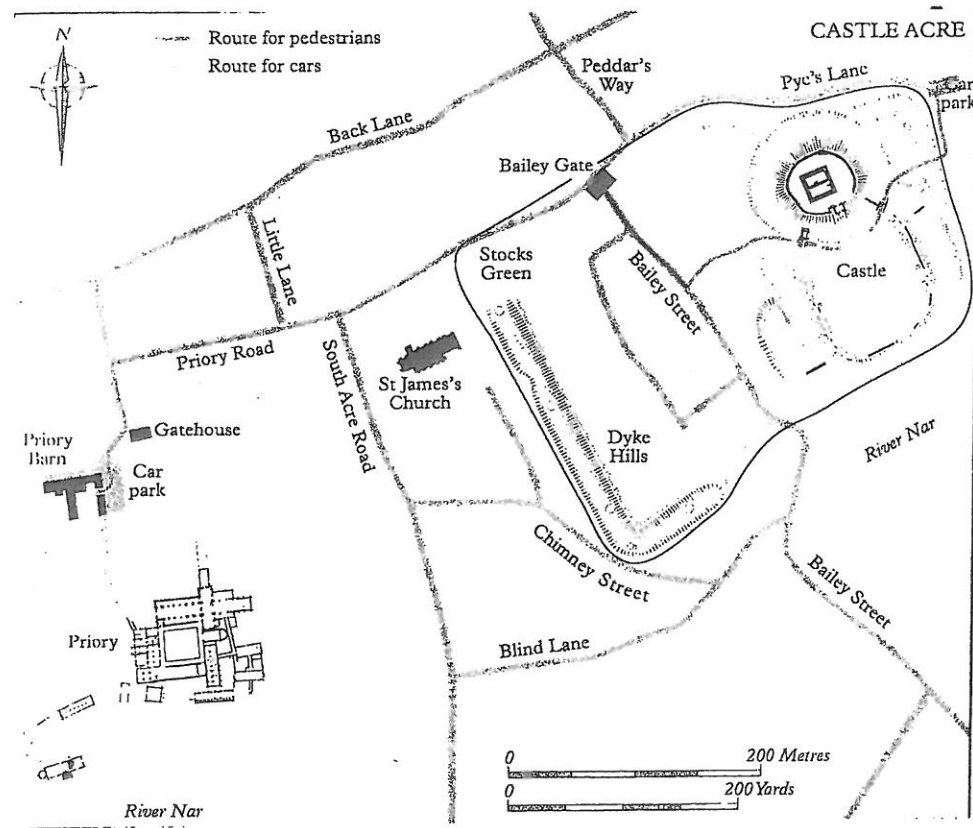 CASTLE ACRE
N
Route for pedestrians
Route for cars
Peddar's
Way
Pye's Lane
Car
park
Back Lane
Bailey Gate
Little Lane
Stocks
Green
Bailey Street
Castle
Priory Road
South Acre Road
St James's
Church
Gatehouse
Priory
Barn
Car
park
Dyke
Hills
River Nar
Chimney Street
Bailey Street
Priory
Blind Lane
0
200 Metres
0
200 Yards
River Nar